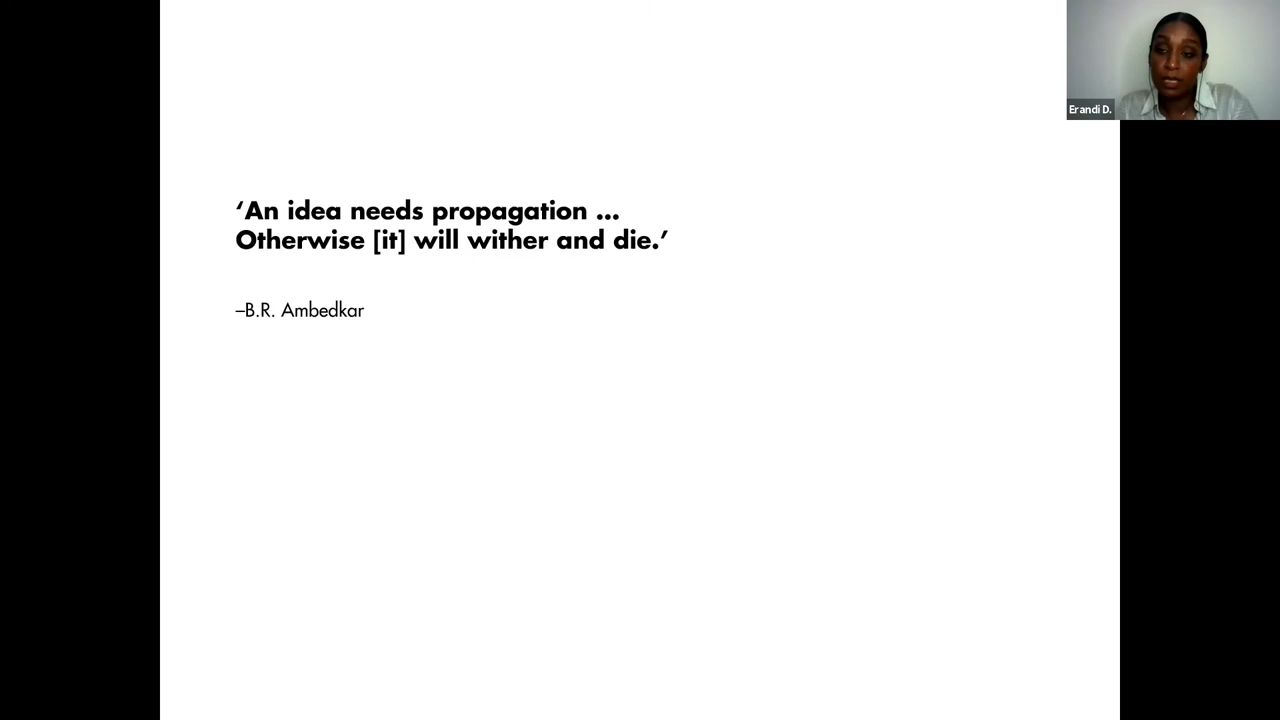 Erandi D.
‘An idea needs propagation ...
Otherwise [it] will wither and die.’
–B.R. Ambedkar